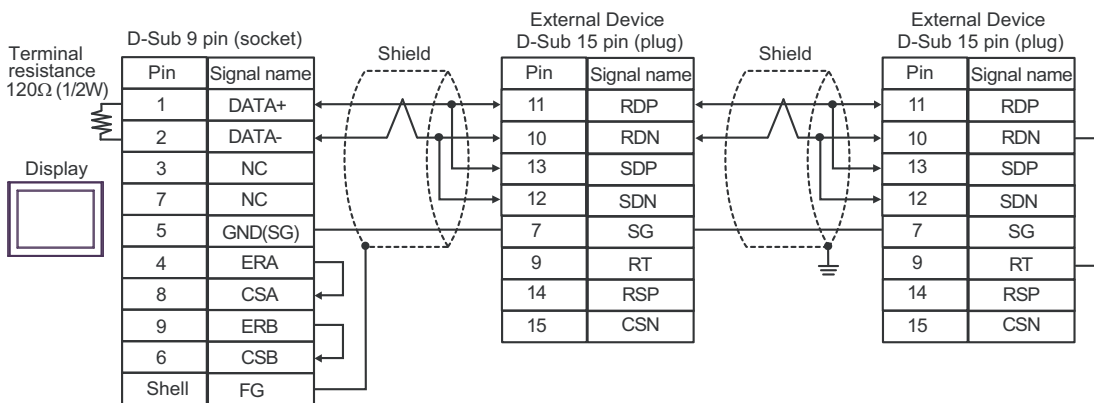 Terminal
resistance
120Ω (1/2W)
Display
D-Sub 9 pin (socket)
Pin Signal name
1 DATA+
2 DATA-
3 NC
7 NC
5 GND(SG)
4 ERA
8 CSA
9 ERB
6 CSB
Shell FG
Shield
External Device
D-Sub 15 pin (plug)
Pin Signal name
11 RDP
10 RDN
13 SDP
12 SDN
7 SG
9 RT
14 RSP
15 CSN
Shield
External Device
D-Sub 15 pin (plug)
Pin Signal name
11 RDP
10 RDN
13 SDP
12 SDN
7 SG
9 RT
14 RSP
15 CSN